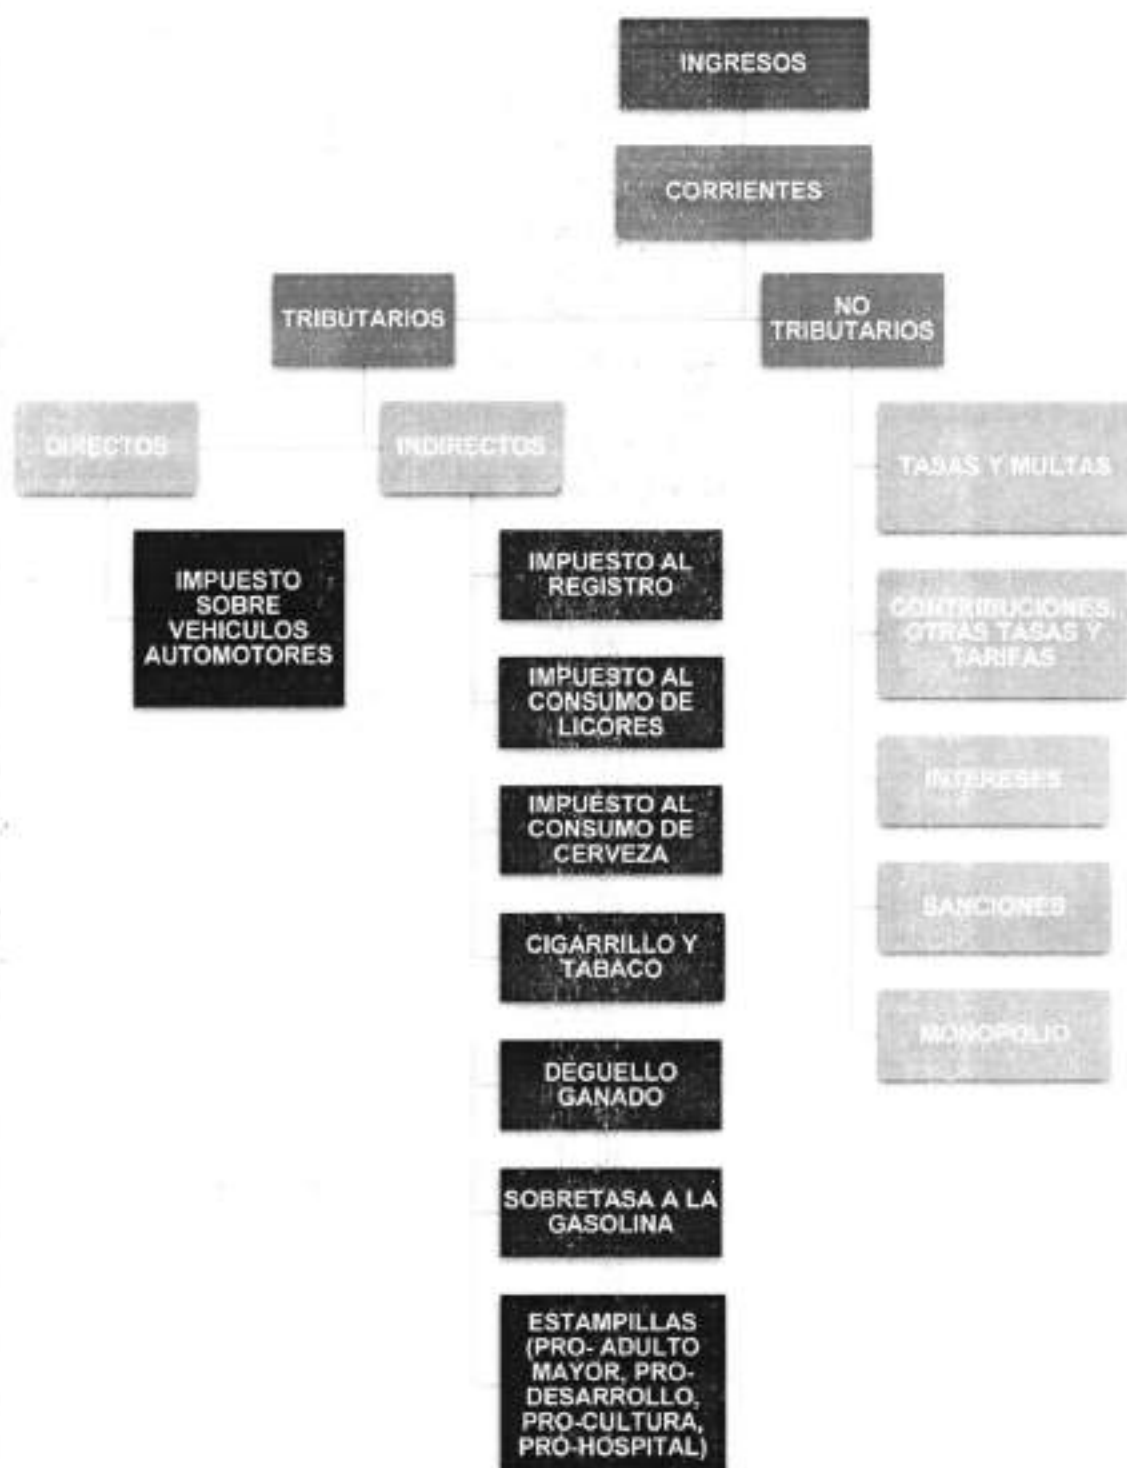 INGRESOS
CORRIENTES
TRIBUTARIOS
NO
TRIBUTARIOS
DIRECTOS
INDIRECTOS
TASAS Y MULTAS
IMPUESTO
SOBRE
VEHICULOS
AUTOMOTORES
IMPUESTO AL
REGISTRO
CONTRIBUCIONES,
OTRAS TASAS Y
TARIFAS
IMPUESTO AL
CONSUMO DE
LICORES
INTERESES
IMPUESTO AL
CONSUMO DE
CERVEZA
SANCIONES
CIGARRILLO Y
TABACO
MONOPOLIO
DEGUELLO
GANADO
SOBRETASA A LA
GASOLINA
ESTAMPILLAS
(PRO- ADULTO
MAYOR, PRO-
DESARROLLO,
PRO-CULTURA,
PRO-HOSPITAL)